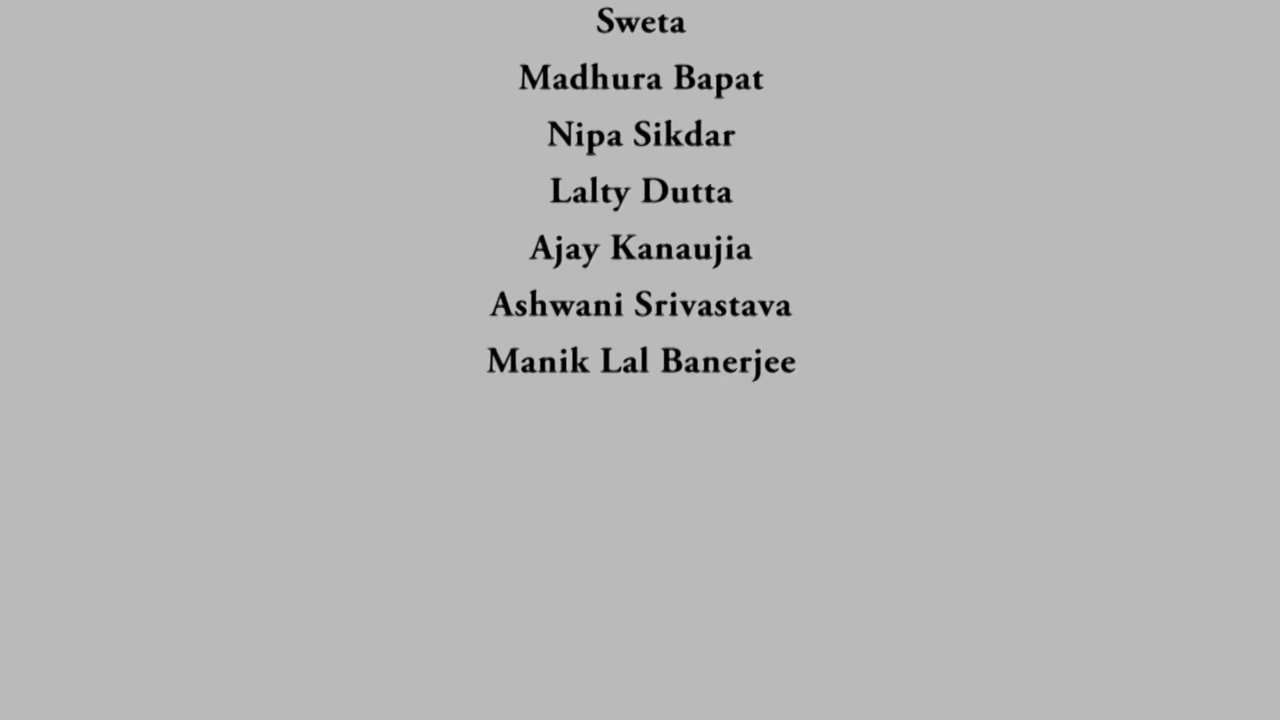 Sweta
Madhura Bapat
Nipa Sikdar
Lalty Dutta
Ajay Kanaujia
Ashwani Srivastava
Manik Lal Banerjee